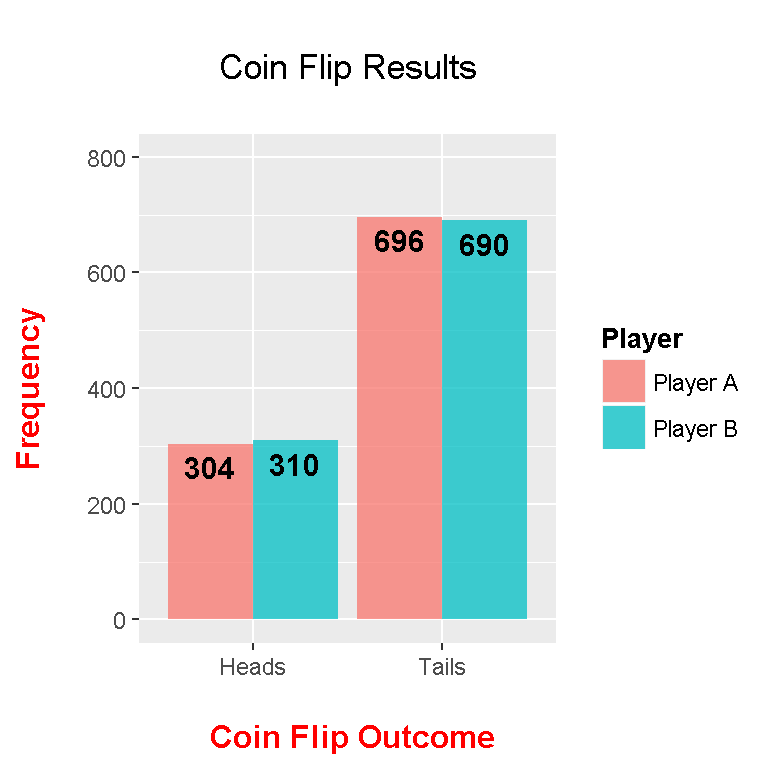 Coin Flip Results
800
600
400
200
0
Frequency
696
690
304
310
Heads
Tails
Coin Flip Outcome
Player
Player A
Player B